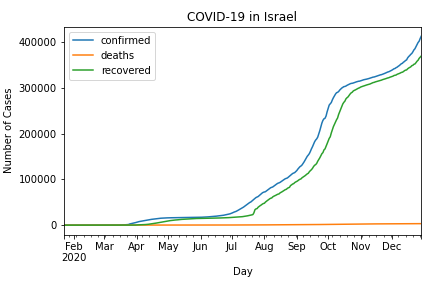 COVID-19 in Israel
confirmed
deaths
recovered
Number of Cases
400000
300000
200000
100000
0
Feb Mar Apr May Jun Jul Aug Sep Oct Nov Dec
2020
Day